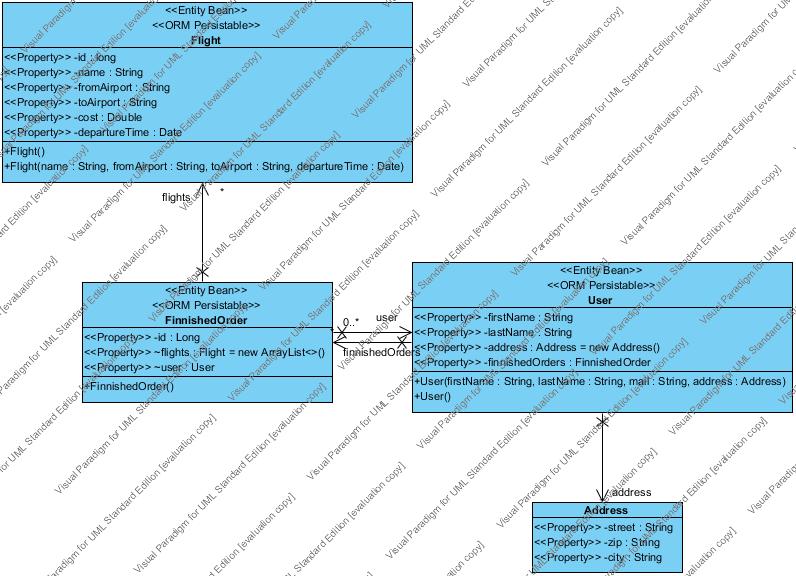 <<Entity Bean>>
<<ORM Persistable>>
Flight
<<Property>> -id : long
<<Property>> -name : String
<<Property>> -fromAirport : String
<<Property>> -toAirport : String
<<Property>> -cost : Double
<<Property>> -departureTime : Date
+Flight()
+Flight(name : String, fromAirport : String, toAirport : String, departureTime : Date)
flights
*
<<Entity Bean>>
<<ORM Persistable>>
FinnishedOrder
<<Property>> -id : Long
<<Property>> ~flights : Flight = new ArrayList<>()
<<Property>> ~user : User
+FinnishedOrder()
0..*
user
finnishedOrders
<<Entity Bean>>
<<ORM Persistable>>
User
<<Property>> -firstName : String
<<Property>> -lastName : String
<<Property>> -address : Address = new Address()
<<Property>> -finnishedOrders : FinnishedOrder
+User(firstName : String, lastName : String, mail : String, address : Address)
+User()
address
Address
<<Property>> -street : String
<<Property>> -zip : String
<<Property>> -city : String
Visual Paradigm for UML Standard Edition [evaluation copy]